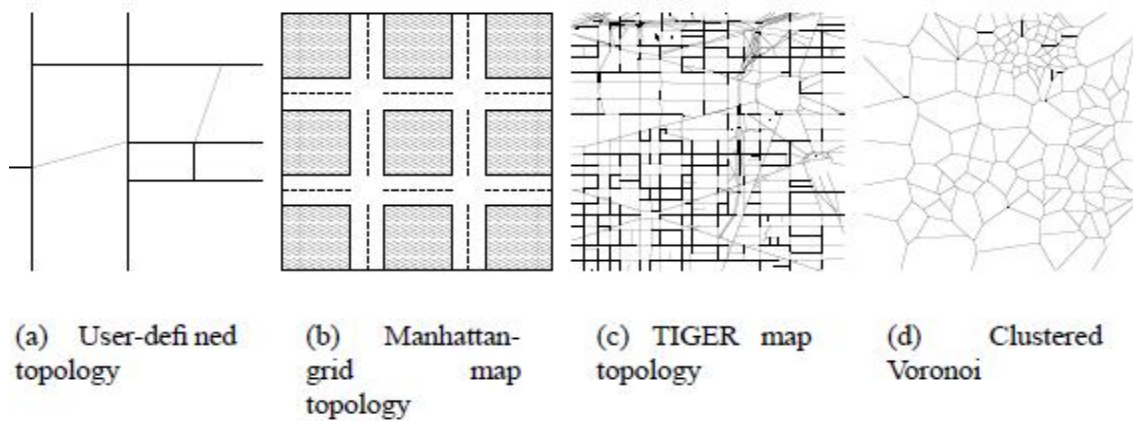 (a) User-defi ned
topology
(b) Manhattan-
grid map
topology
(c) TIGER map
topology
(d) Clustered
Voronoi